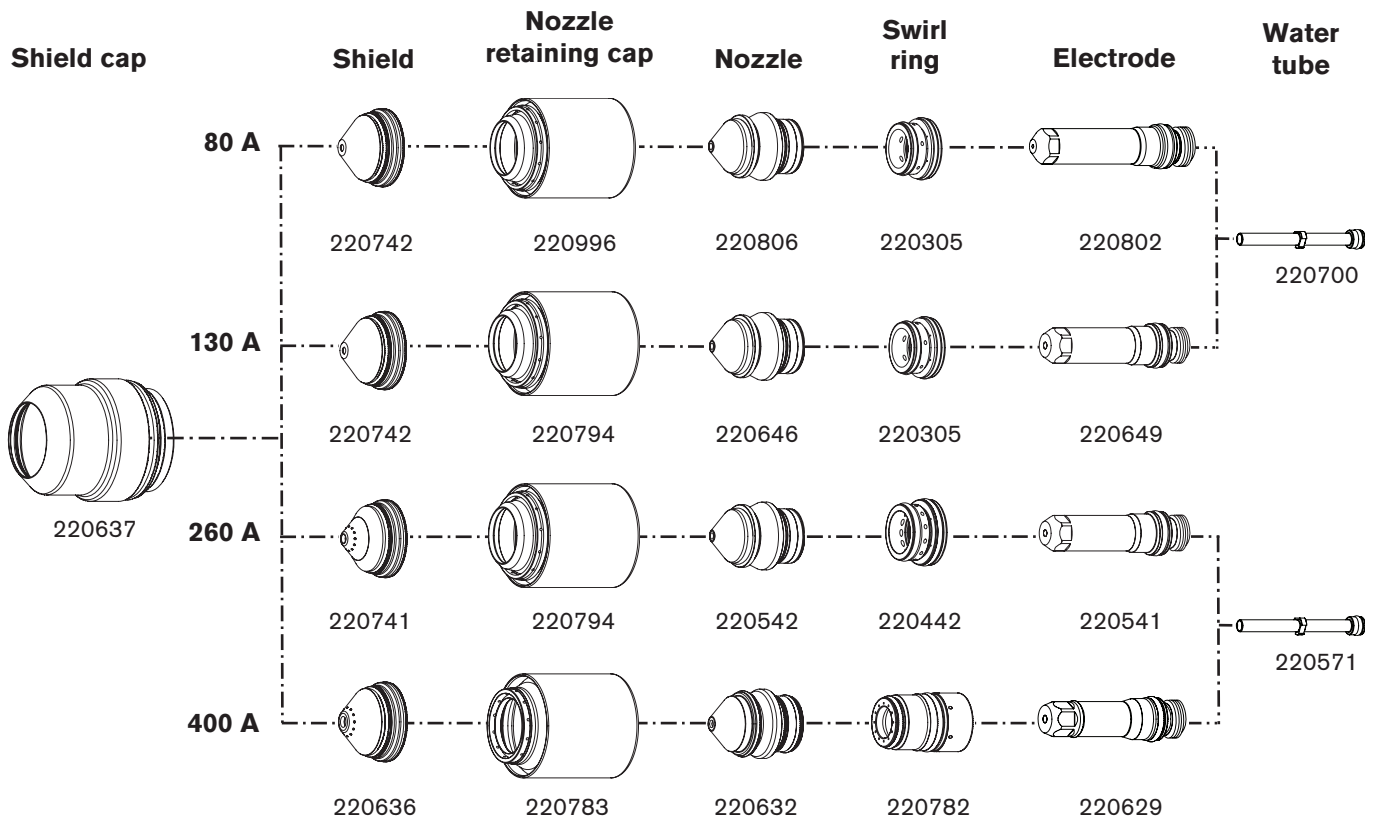 Shield cap
Shield
Nozzle
retaining cap
Nozzle
Swirl
ring
Electrode
Water
tube
80 A
220742
220996
220806
220305
220802
220700
130 A
220742
220794
220646
220305
220649
220637
260 A
220741
220794
220542
220442
220541
220571
400 A
220636
220783
220632
220782
220629